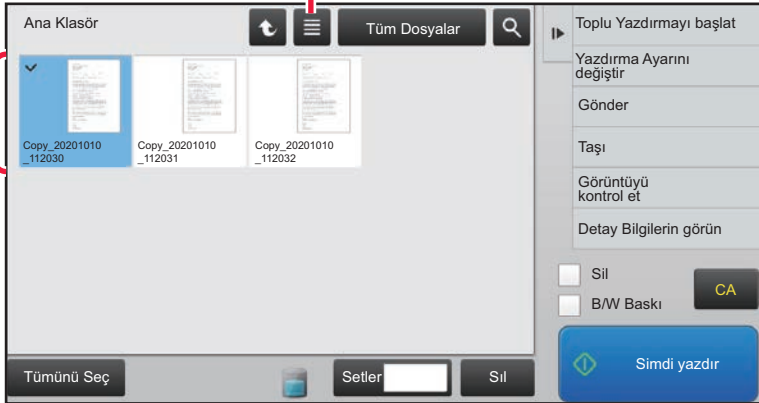 Ana Klasör
Tüm Dosyalar
Copy_20201010
_112030
Copy_20201010
_112031
Copy_20201010
_112032
Tümünü Seç
Setler
Sıl
Toplu Yazdırmayı başlat
Yazdırma Ayarını
değiştir
Gönder
Taşı
Görüntüyü
kontrol et
Detay Bilgilerin görün
Sil
B/W Baskı
CA
Simdi yazdır